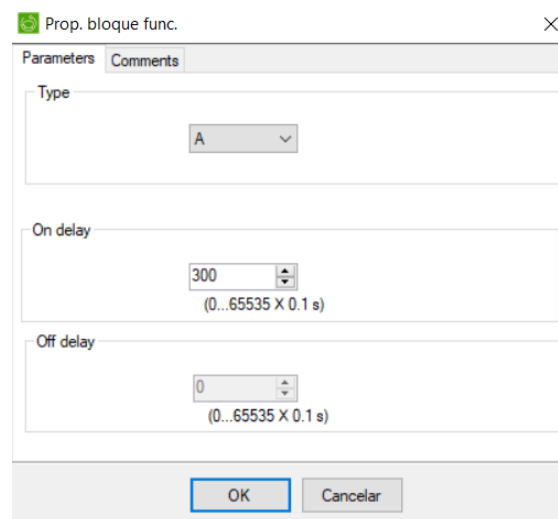 Prop. bloque func.
Parameters Comments
Type
A
On delay
300
(0...65535 X 0.1 s)
Off delay
0
(0...65535 X 0.1 s)
OK Cancelar